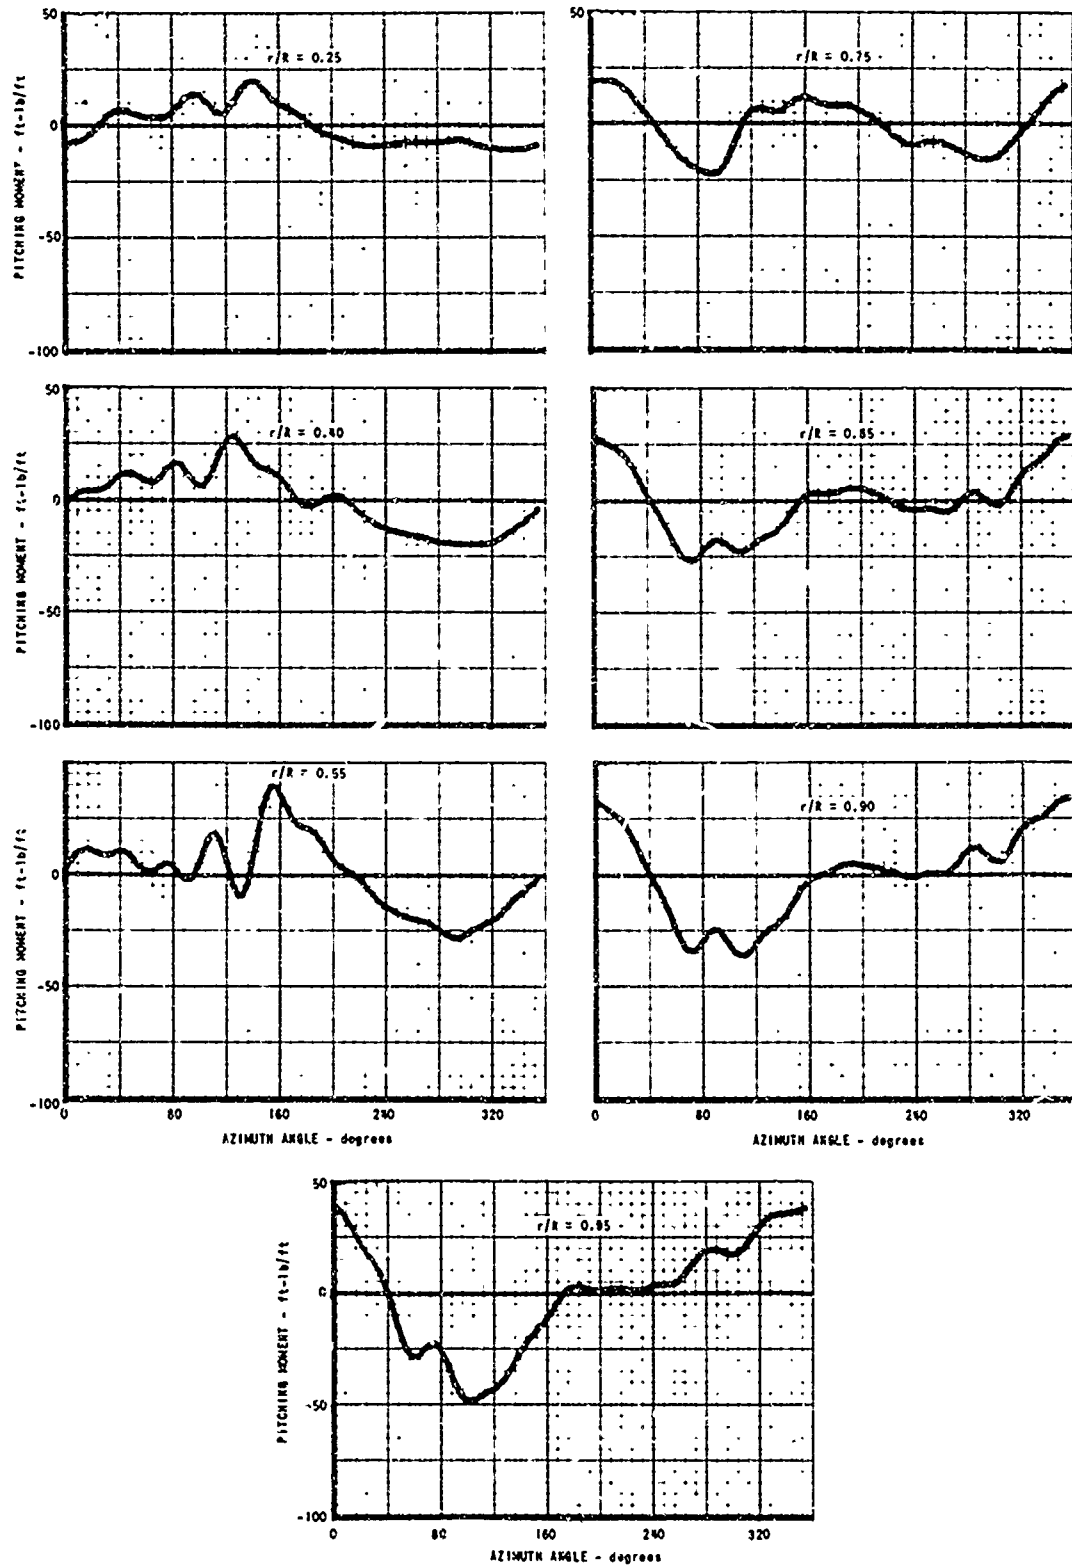 50
r/R = 0.25
0
-50
-100
PITCHING MOMENT - ft-lb/ft
50
r/R = 0.75
50
r/R = 0.40
0
-50
-100
PITCHING MOMENT - ft-lb/ft
r/R = 0.85
r/R = 0.55
0
-50
-100
PITCHING MOMENT - ft-lb/ft
0 80 160 240 320
AZIMUTH ANGLE - degrees
r/R = 0.90
0 80 160 240 320
AZIMUTH ANGLE - degrees
50
r/R = 0.95
0
-50
-100
PITCHING MOMENT - ft-lb/ft
0 80 160 240 320
AZIMUTH ANGLE - degrees